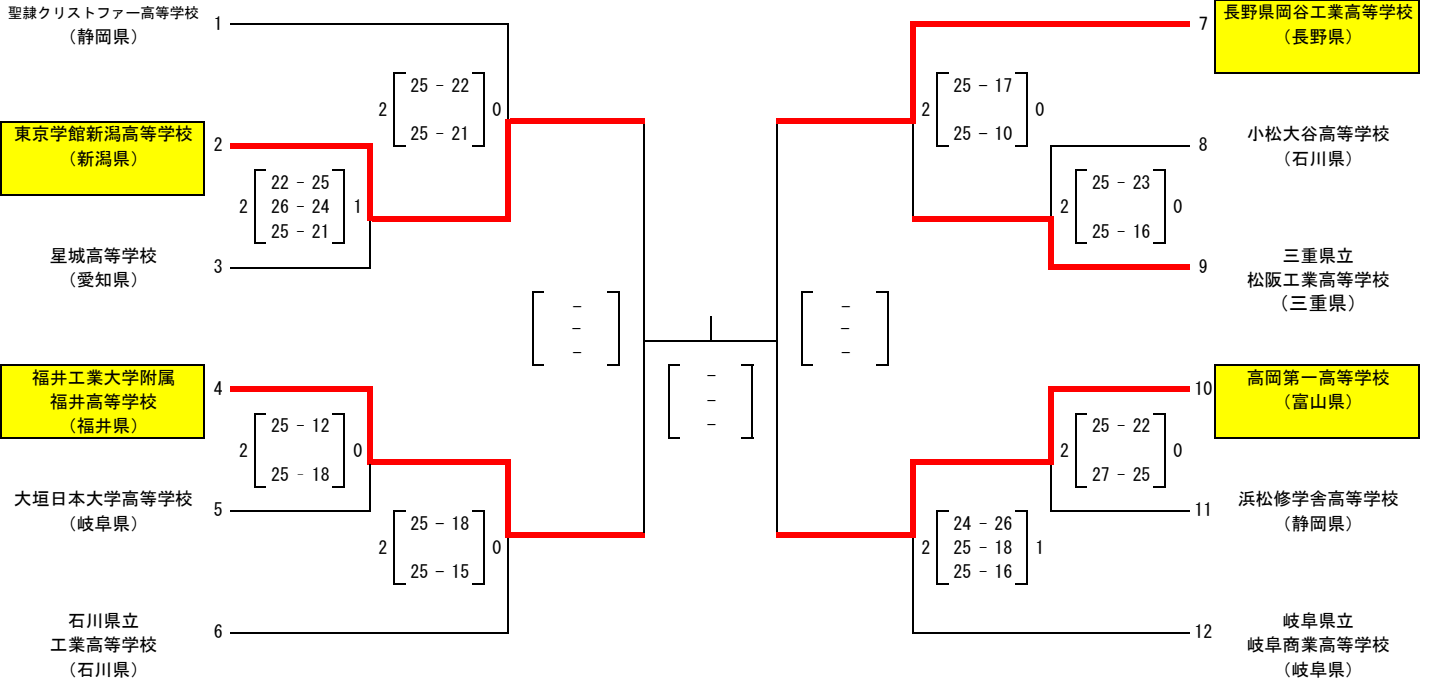 聖隷クリストファー高等学校
（静岡県）
1
2
25 - 22
25 - 21
0
東京学館新潟高等学校
（新潟県）
2
2
22 - 25
26 - 24
25 - 21
1
星城高等学校
（愛知県）
3
-
-
-
福井工業大学附属
福井高等学校
（福井県）
4
2
25 - 12
25 - 18
0
大垣日本大学高等学校
（岐阜県）
5
2
25 - 18
25 - 15
0
石川県立
工業高等学校
（石川県）
6
-
-
-
7
長野県岡谷工業高等学校
（長野県）
2
25 - 17
25 - 10
0
8
小松大谷高等学校
（石川県）
2
25 - 23
25 - 16
0
9
三重県立
松阪工業高等学校
（三重県）
-
-
-
10
高岡第一高等学校
（富山県）
2
25 - 22
27 - 25
0
11
浜松修学舎高等学校
（静岡県）
2
24 - 26
25 - 18
25 - 16
1
12
岐阜県立
岐阜商業高等学校
（岐阜県）